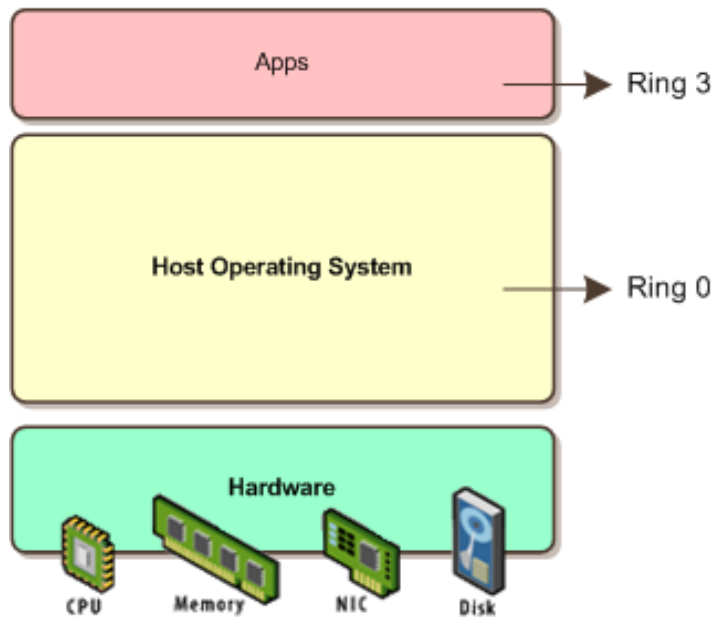 Apps
Ring 3
Host Operating System
Ring 0
Hardware
CPU
Memory
NIC
Disk